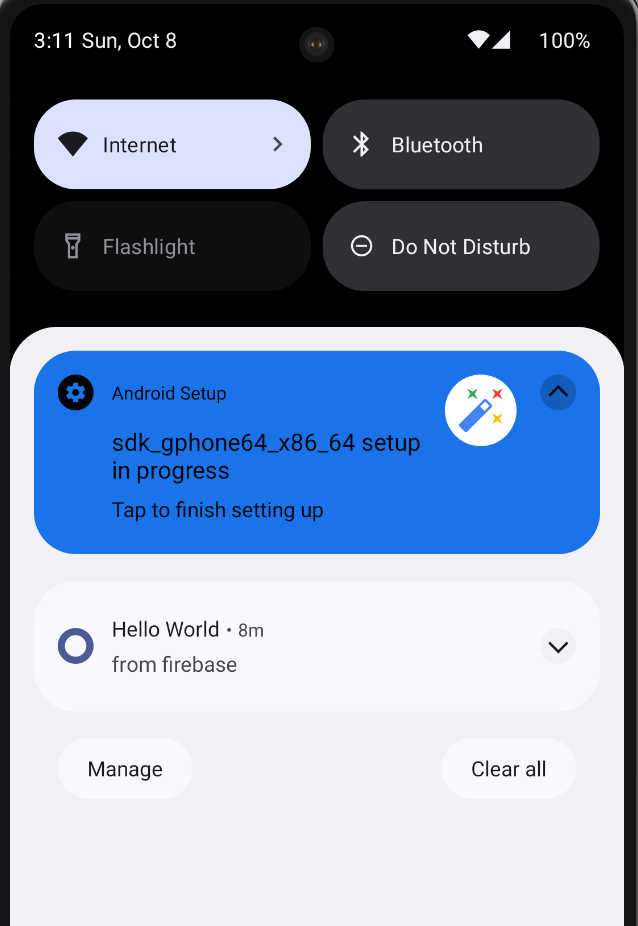 3:11 Sun, Oct 8
100%
Internet
Bluetooth
Flashlight
Do Not Disturb
Android Setup
sdk_gphone64_x86_64 setup
in progress
Tap to finish setting up
Hello World • 8m
from firebase
Manage
Clear all